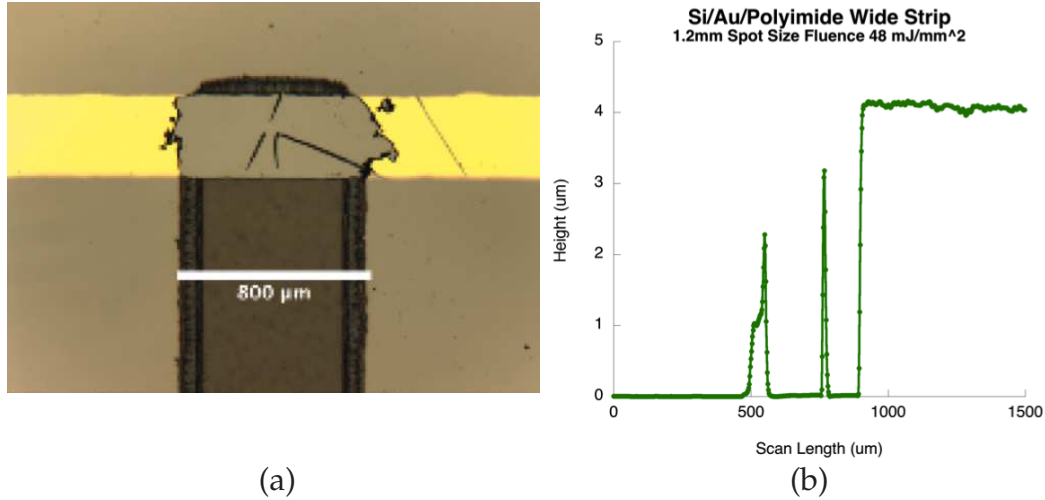 800 µm
(a)
Si/Au/Polyimide Wide Strip
1.2mm Spot Size Fluence 48 mJ/mm^2
5
4
3
2
1
0
Height (um)
0 500 1000 1500
Scan Length (um)
(b)